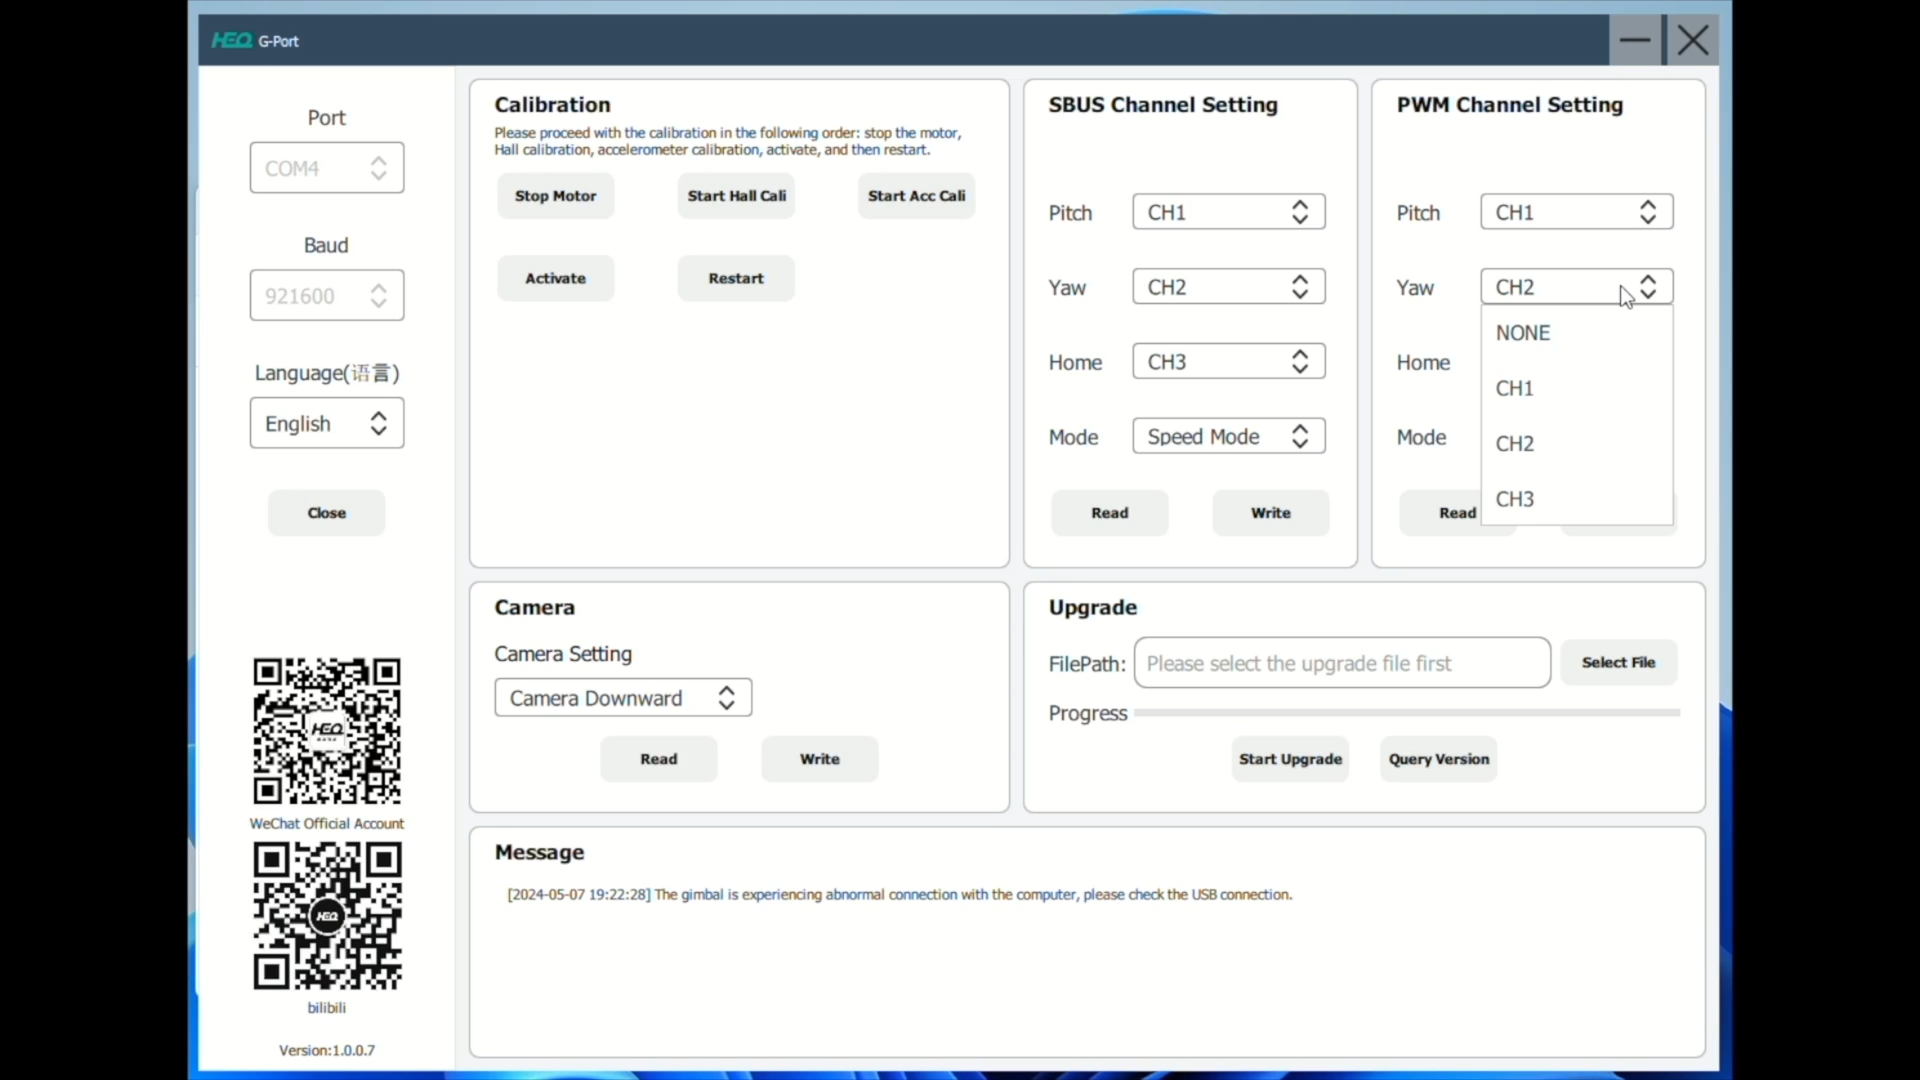 HEQ G-Port
Port
COM4
Baud
921600
Language(语言)
English
Close
HEQ
WeChat Official Account
HEQ
bilibili
Version:1.0.0.7
Calibration
Please proceed with the calibration in the following order: stop the motor,
Hall calibration, accelerometer calibration, activate, and then restart.
Stop Motor
Start Hall Cali
Start Acc Cali
Activate
Restart
SBUS Channel Setting
Pitch CH1
Yaw CH2
Home CH3
Mode Speed Mode
Read
Write
PWM Channel Setting
Pitch CH1
Yaw CH2
NONE
CH1
CH2
CH3
Home
Mode
Read
Camera
Camera Setting
Camera Downward
Read
Write
Upgrade
FilePath: Please select the upgrade file first
Select File
Progress
Start Upgrade
Query Version
Message
[2024-05-07 19:22:28] The gimbal is experiencing abnormal connection with the computer, please check the USB connection.